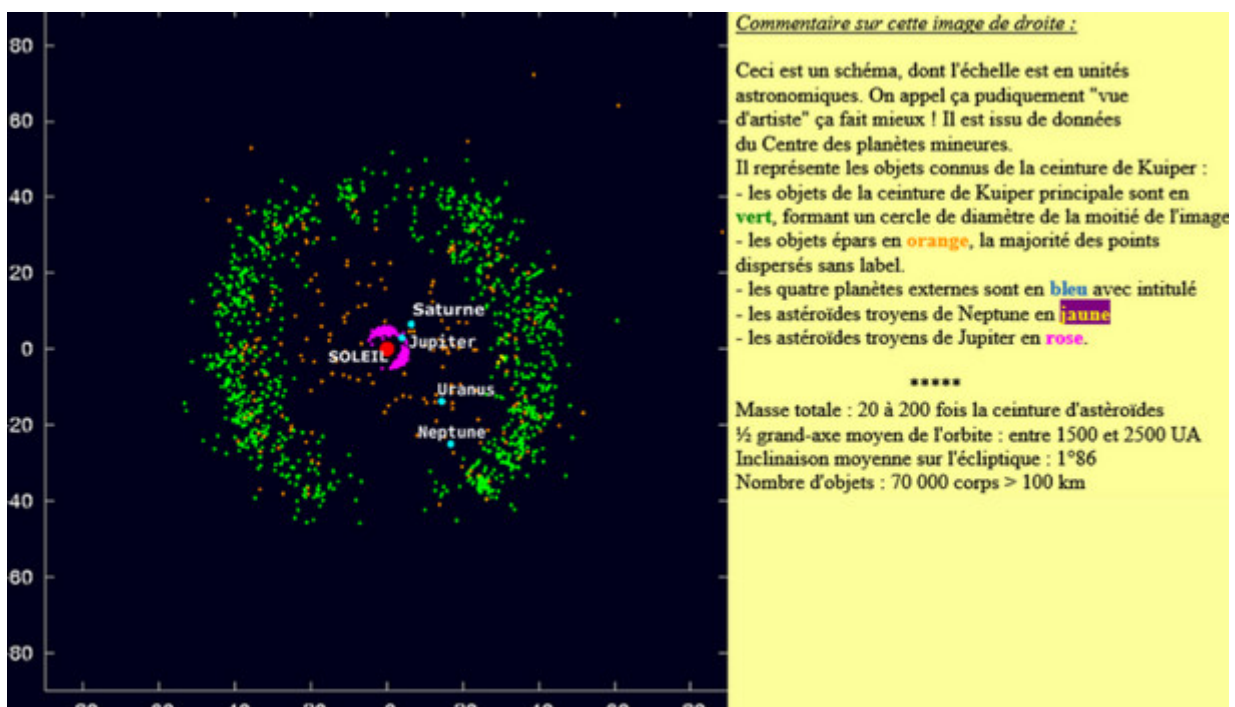 80
60
40
20
0
-20
-40
-60
-80
Saturne
Jupiter
SOLEIL
Uranus
Neptune
Commentaire sur cette image de droite :
Ceci est un schéma, dont l'échelle est en unités
astronomiques. On appel ça pudiquement "vue
d'artiste" ça fait mieux ! Il est issu de données
du Centre des planètes mineures.
Il représente les objets connus de la ceinture de Kuiper :
- les objets de la ceinture de Kuiper principale sont en
vert, formant un cercle de diamètre de la moitié de l'image
- les objets épars en orange, la majorité des points
dispersés sans label.
- les quatre planètes externes sont en bleu avec intitulé
- les astéroïdes troyens de Neptune en jaune
- les astéroïdes troyens de Jupiter en rose.
*****
Masse totale : 20 à 200 fois la ceinture d'astèroïdes
½ grand-axe moyen de l'orbite : entre 1500 et 2500 UA
Inclinaison moyenne sur l'écliptique : 1°86
Nombre d'objets : 70 000 corps > 100 km